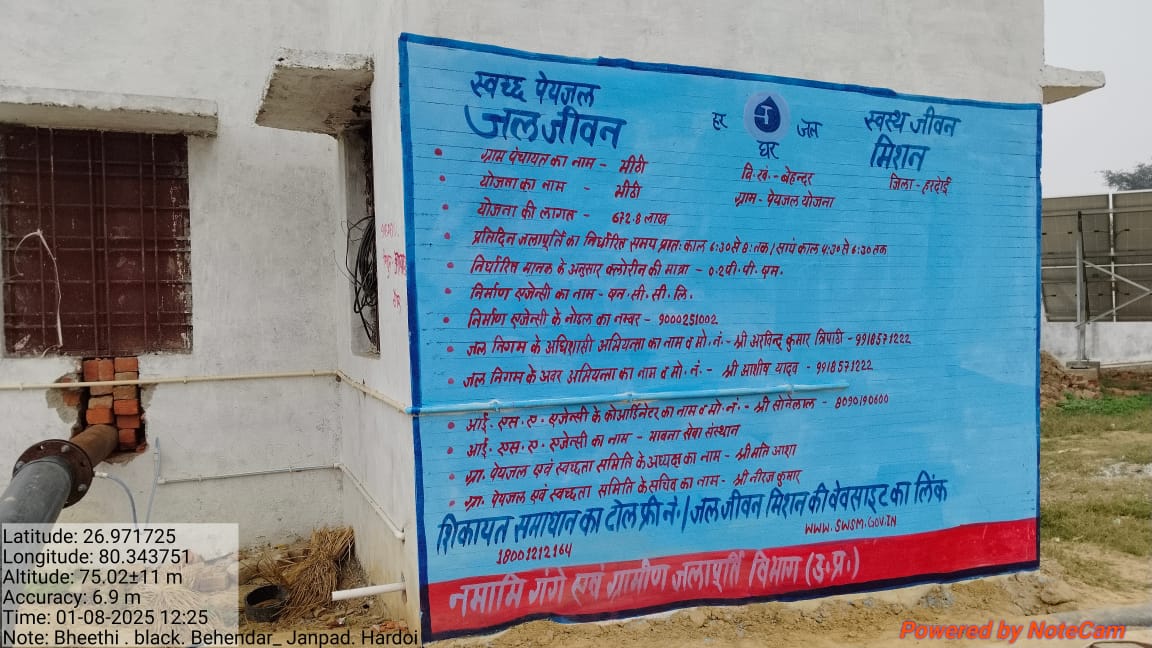 स्वच्छ पेयजल
जल जीवन
हर घर जल
स्वस्थ जीवन
मिशन
ग्राम पंचायत का नाम - भीठी
वि.खं.- बेहन्दर
जिला - हरदोई
योजना का नाम - भीठी
ग्राम - पेयजल योजना
योजना की लागत - 672.8 लाख
प्रतिदिन जलापूर्ति का निर्धारित समय प्रात: काल 6:30 से 8: तक / सायं काल 4:30 से 6:30 तक
निर्धारित मानक के अनुसार क्लोरीन की मात्रा - 0.2 पी. पी. एम.
निर्माण एजेन्सी का नाम - एन. सी. सी. लि.
निर्माण एजेन्सी के नोडल का नम्बर - 9000251002
जल निगम के अधिशासी अभियन्ता का नाम व मो. नं. - श्री अरविन्द कुमार त्रिपाठी - 9918571222
जल निगम के अवर अभियन्ता का नाम व मो. नं. - श्री आशीष यादव - 9918571222
आई. एस. ए. एजेन्सी के कोआर्डिनेटर का नाम व मो. नं. - श्री सोनेलाल - 8090190600
आई. एस. ए. एजेन्सी का नाम - भावना सेवा संस्थान
ग्रा. पेयजल एवं स्वच्छता समिति के अध्यक्ष का नाम - श्रीमति आशा
ग्रा. पेयजल एवं स्वच्छता समिति के सचिव का नाम - श्री नीरज कुमार
शिकायत समाधान का टोल फ्री नं. / जल जीवन मिशन की वेवसाइट का लिंक
18001212164
WWW.SWSM.GOV.IN
नमामि गंगे एवं ग्रामीण जलापूर्ति विभाग (उ.प्र.)
Latitude: 26.971725
Longitude: 80.343751
Altitude: 75.02±11 m
Accuracy: 6.9 m
Time: 01-08-2025 12:25
Note: Bheethi . black. Behendar_ Janpad. Hardoi
Powered by NoteCam